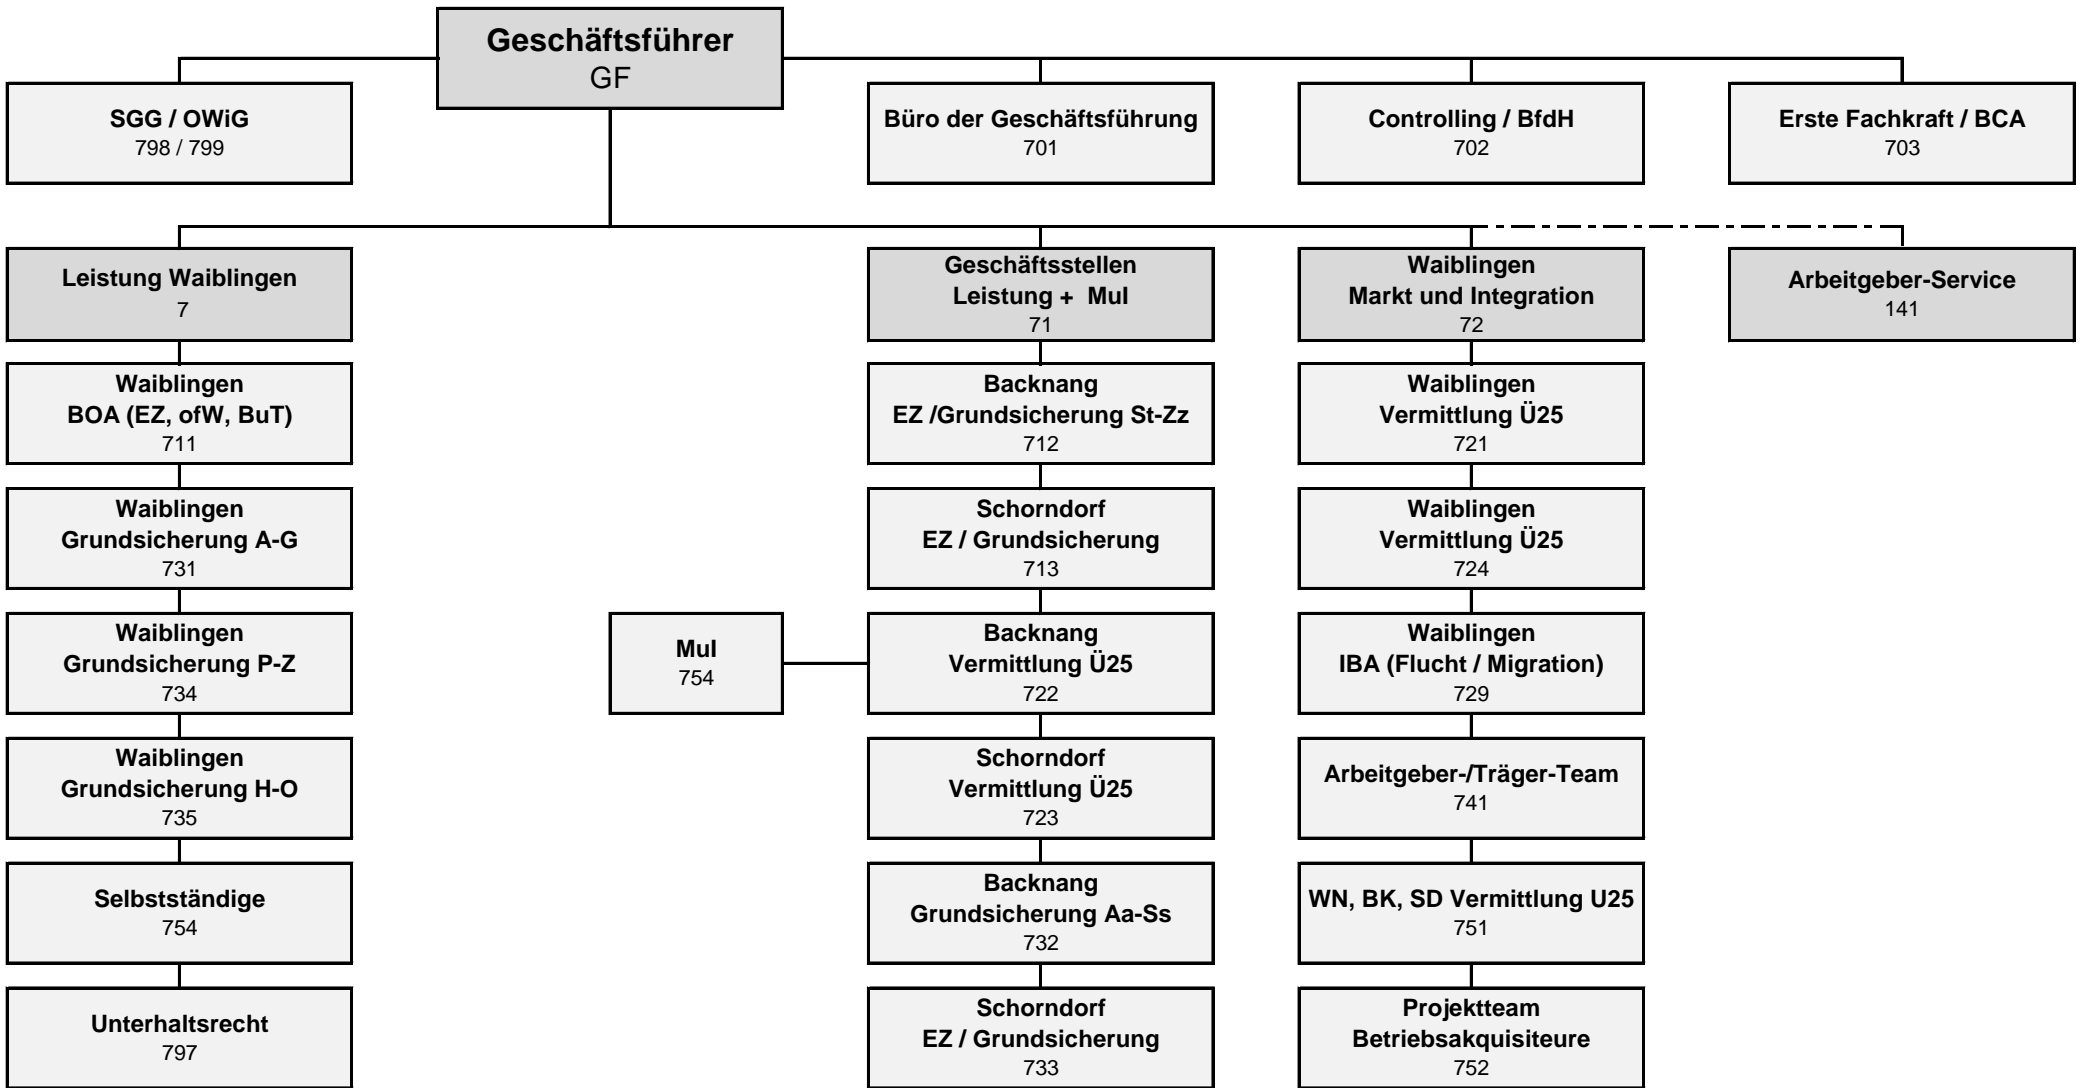 Geschäftsführer
GF
SGG / OWiG
798 / 799
Büro der Geschäftsführung
701
Controlling / BfdH
702
Erste Fachkraft / BCA
703
Leistung Waiblingen
7
Geschäftsstellen
Leistung + MuI
71
Waiblingen
Markt und Integration
72
Arbeitgeber-Service
141
Waiblingen
BOA (EZ, ofW, BuT)
711
Backnang
EZ /Grundsicherung St-Zz
712
Waiblingen
Vermittlung Ü25
721
Waiblingen
Grundsicherung A-G
731
Schorndorf
EZ / Grundsicherung
713
Waiblingen
Vermittlung Ü25
724
Waiblingen
Grundsicherung P-Z
734
MuI
754
Backnang
Vermittlung Ü25
722
Waiblingen
IBA (Flucht / Migration)
729
Waiblingen
Grundsicherung H-O
735
Schorndorf
Vermittlung Ü25
723
Arbeitgeber-/Träger-Team
741
Selbstständige
754
Backnang
Grundsicherung Aa-Ss
732
WN, BK, SD Vermittlung U25
751
Unterhaltsrecht
797
Schorndorf
EZ / Grundsicherung
733
Projektteam
Betriebsakquisiteure
752